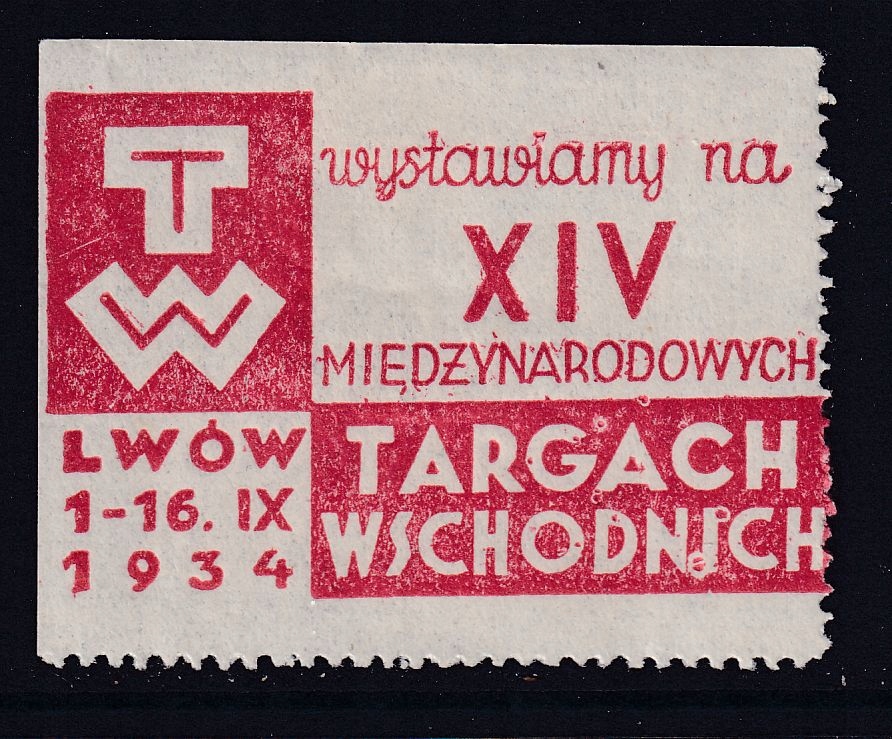 TW
wystawiamy na
XIV
MIĘDZYNARODOWYCH
TARGACH
WSCHODNICH
LWÓW
1-16. IX
1934